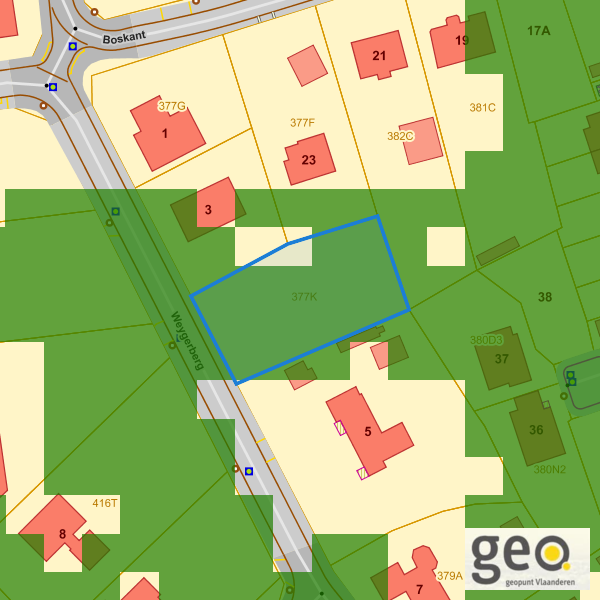 Boskant
17A
19
21
377G
381C
1
377F
382C
23
3
377K
38
Weygerberg
380D3
37
5
36
380N2
416T
8
379A
7
geo.
geopunt Vlaanderen